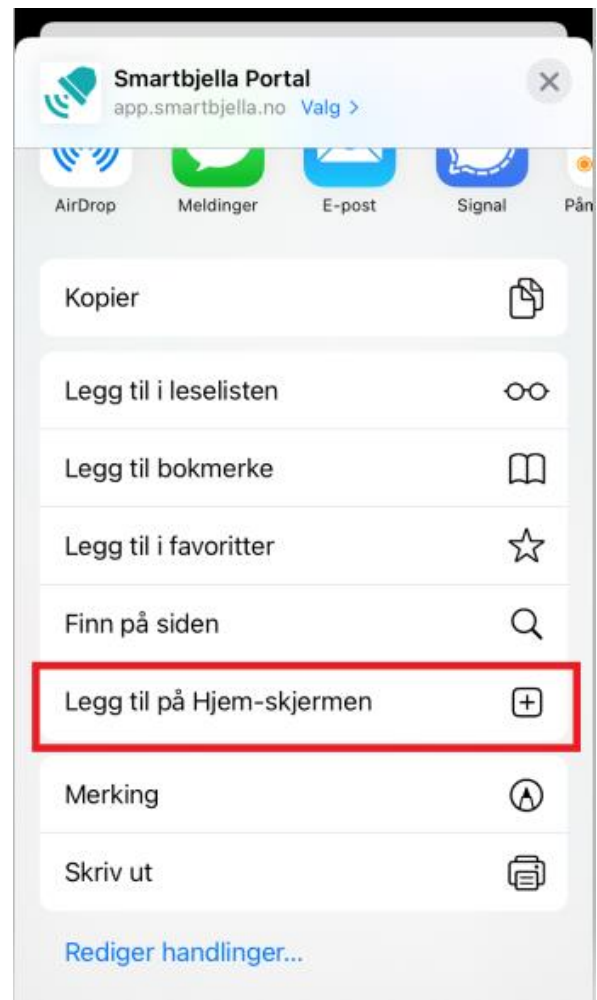 Smartbjella Portal
app.smartbjella.no Valg >
AirDrop Meldinger E-post Signal Pån
Kopier
Legg til i leselisten
Legg til bokmerke
Legg til i favoritter
Finn på siden
Legg til på Hjem-skjermen
Merking
Skriv ut
Rediger handlinger...